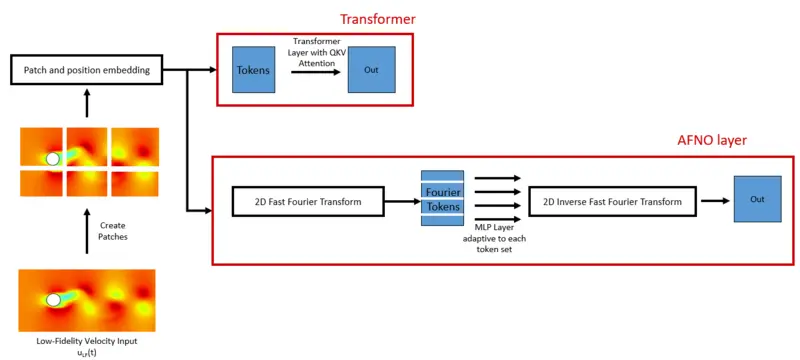 Transformer
Transformer
Layer with QKV
Attention
Tokens
Out
Patch and position embedding
AFNO layer
2D Fast Fourier Transform
Fourier
Tokens
MLP Layer
adaptive to each
token set
2D Inverse Fast Fourier Transform
Out
Create
Patches
Low-Fidelity Velocity Input
u_LF(t)